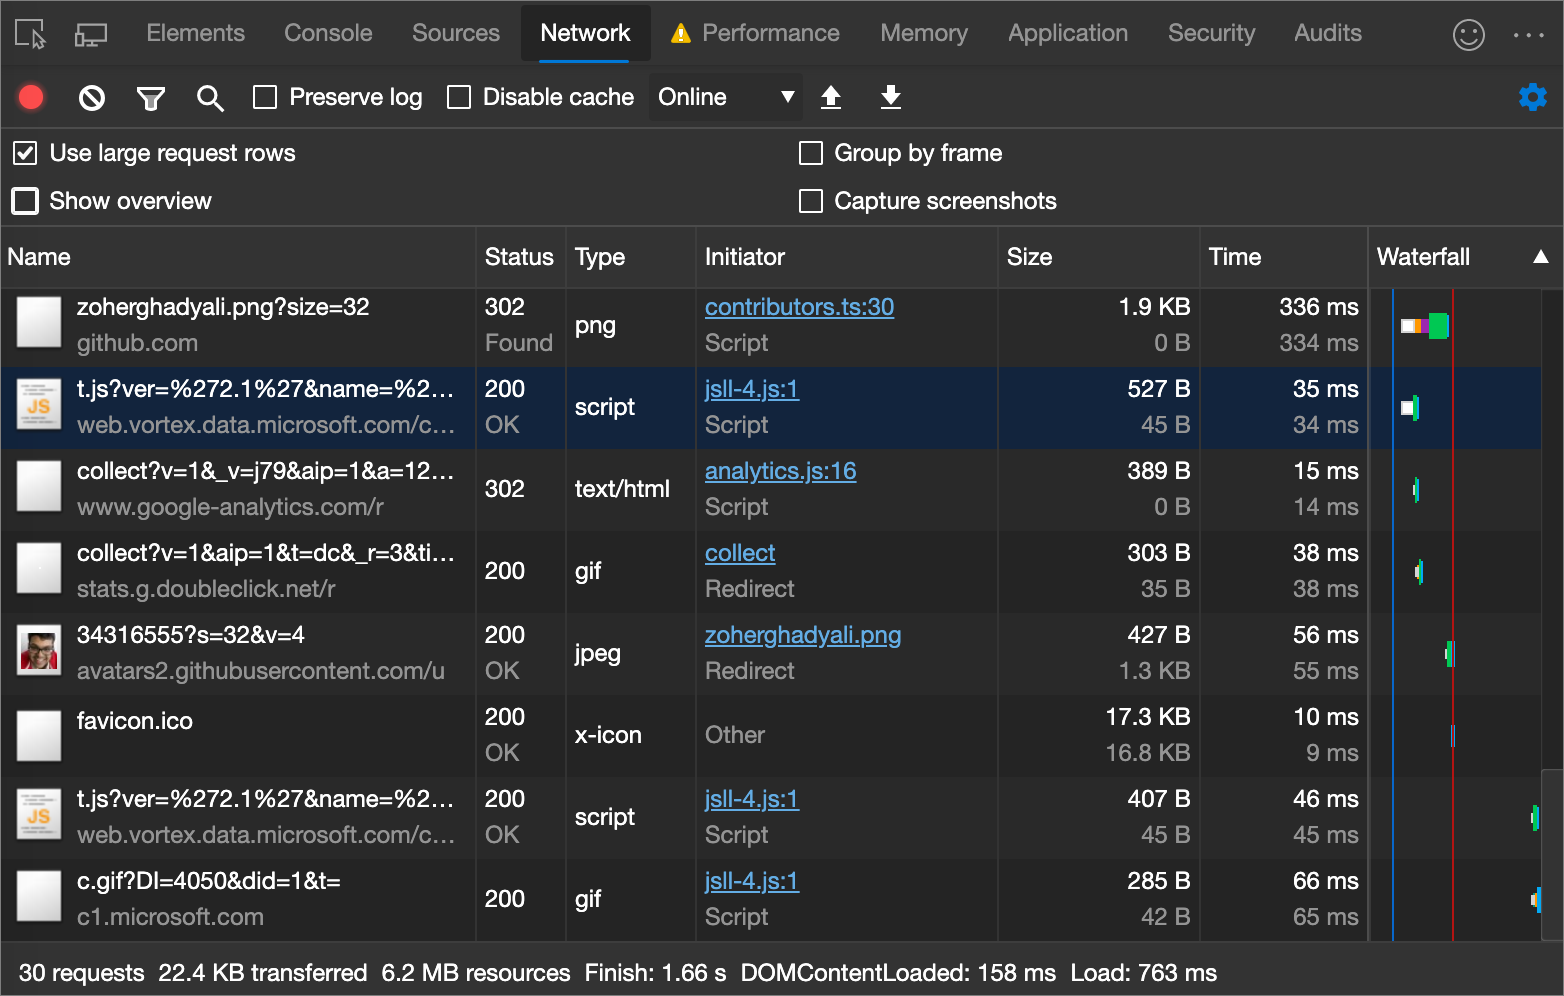 Elements Console Sources Network Performance Memory Application Security Audits
Preserve log Disable cache Online
Use large request rows Group by frame
Show overview Capture screenshots
Name Status Type Initiator Size Time Waterfall
zoherghadyali.png?size=32 302 png contributors.ts:30 1.9 KB 336 ms
github.com Found Script 0 B 334 ms
t.js?ver=%272.1%27&name=%2... 200 script jsll-4.js:1 527 B 35 ms
web.vortex.data.microsoft.com/c... OK Script 45 B 34 ms
collect?v=1&_v=j79&aip=1&a=12... 302 text/html analytics.js:16 389 B 15 ms
www.google-analytics.com/r Script 0 B 14 ms
collect?v=1&aip=1&t=dc&_r=3&ti... 200 gif collect 303 B 38 ms
stats.g.doubleclick.net/r Redirect 35 B 38 ms
34316555?s=32&v=4 200 jpeg zoherghadyali.png 427 B 56 ms
avatars2.githubusercontent.com/u OK Redirect 1.3 KB 55 ms
favicon.ico 200 x-icon Other 17.3 KB 10 ms
OK 16.8 KB 9 ms
JS t.js?ver=%272.1%27&name=%2... 200 script jsll-4.js:1 407 B 46 ms
web.vortex.data.microsoft.com/c... OK Script 45 B 45 ms
c.gif?DI=4050&did=1&t= 200 gif jsll-4.js:1 285 B 66 ms
c1.microsoft.com Script 42 B 65 ms
30 requests 22.4 KB transferred 6.2 MB resources Finish: 1.66 s DOMContentLoaded: 158 ms Load: 763 ms